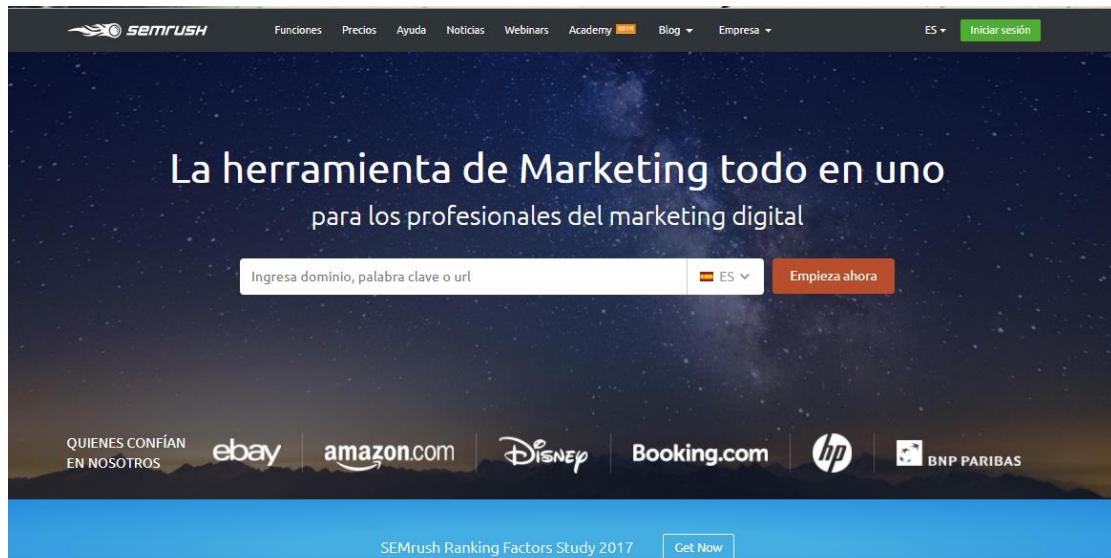 semrush Funciones Precios Ayuda Noticias Webinars Academy BETA Blog Empresa ES Iniciar sesión
La herramienta de Marketing todo en uno
para los profesionales del marketing digital
Ingresa dominio, palabra clave o url ES Empieza ahora
QUIENES CONFÍAN
EN NOSOTROS
ebay amazon.com Disney Booking.com hp BNP PARIBAS
SEMrush Ranking Factors Study 2017 Get Now